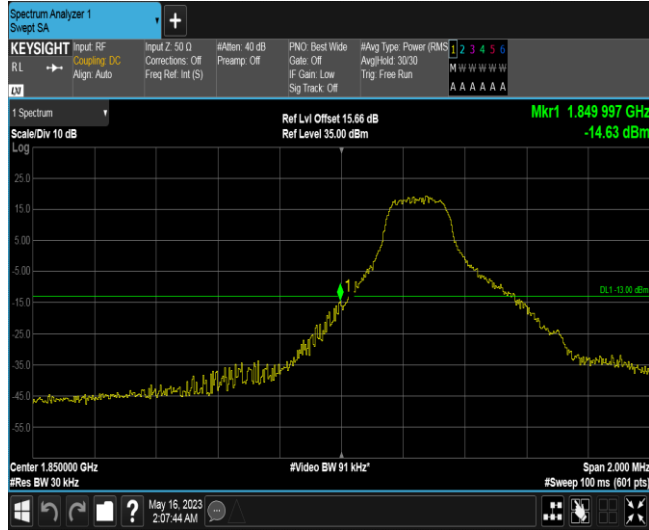 Spectrum Analyzer 1
Swept SA
+
KEYSIGHT Input: RF Input Z: 50 Ω #Atten: 40 dB PNO: Best Wide #Avg Type: Power (RMS 1 2 3 4 5 6
RL Coupling: DC Corrections: Off Preamp: Off Gate: Off Avg|Hold: 30/30 M W W W W W
Align: Auto Freq Ref: Int (S) IF Gain: Low Trig: Free Run
LXI Sig Track: Off A A A A A A
1 Spectrum Ref Lvl Offset 15.66 dB Mkr1 1.849 997 GHz
Scale/Div 10 dB Ref Level 35.00 dBm -14.63 dBm
Log
25.0
15.0
5.00
-5.00
1
DL1 -13.00 dBm
-15.0
-25.0
-35.0
-45.0
-55.0
Center 1.850000 GHz #Video BW 91 kHz* Span 2.000 MHz
#Res BW 30 kHz #Sweep 100 ms (601 pts)
? May 16, 2023
2:07:44 AM